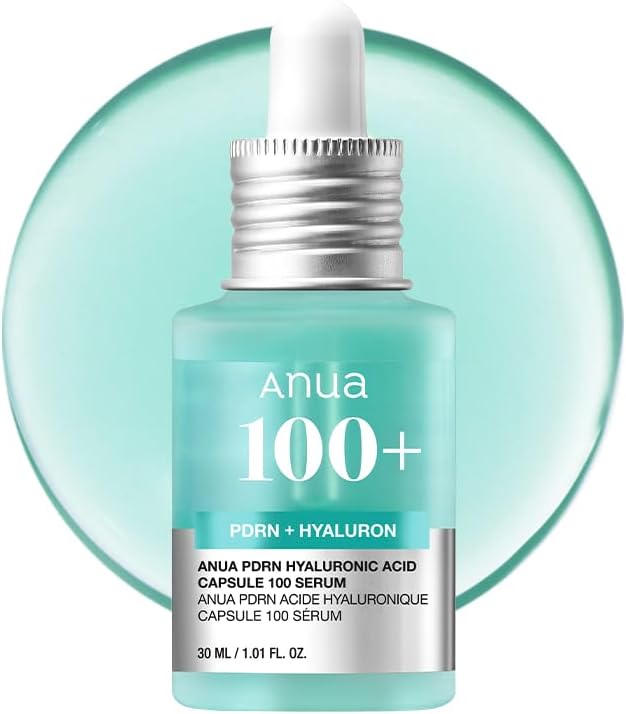 Anua
100+
PDRN + HYALURON
ANUA PDRN HYALURONIC ACID
CAPSULE 100 SERUM
ANUA PDRN ACIDE HYALURONIQUE
CAPSULE 100 SÉRUM
30 ML / 1.01 FL. OZ.